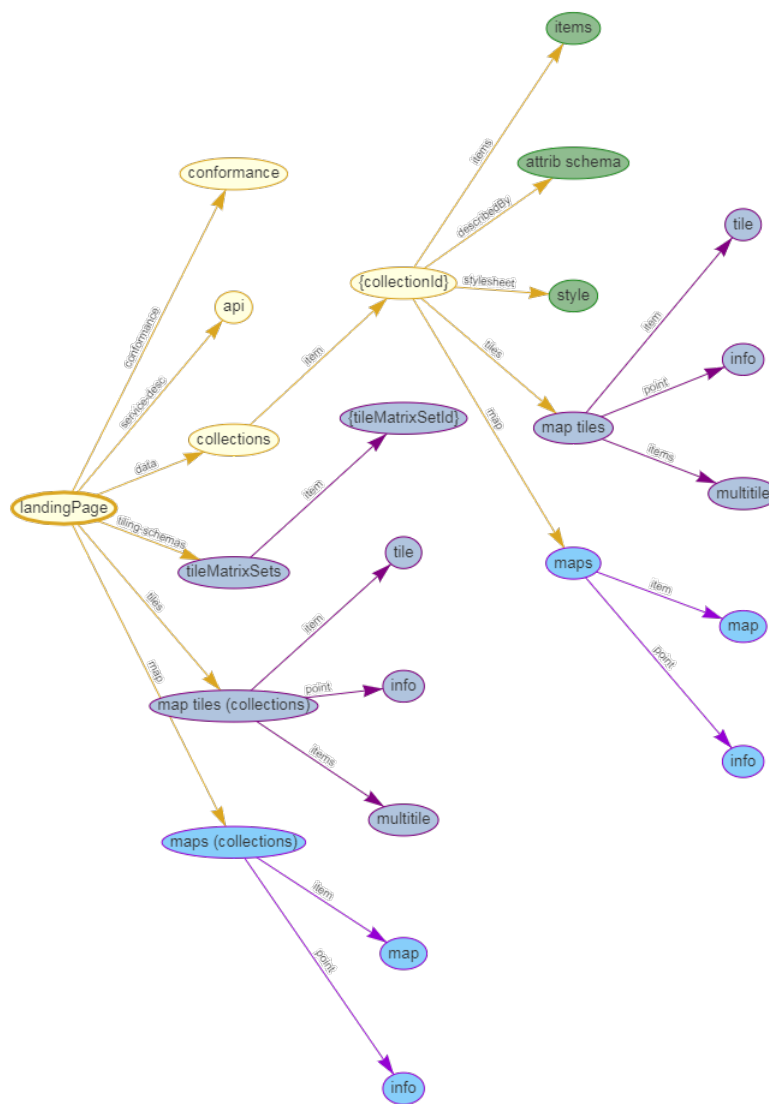 items
items
conformance
attrib schema
describedBy
tile
{collectionId}
stylesheet
style
api
conformance
item
service-desc
tiles
item
info
point
map
{tileMatrixSetId}
map tiles
collections
items
data
item
multitile
landingPage
tiling-schemas
tile
maps
tileMatrixSets
item
tiles
item
map
point
map
info
point
map tiles (collections)
items
info
multitile
maps (collections)
item
map
point
info